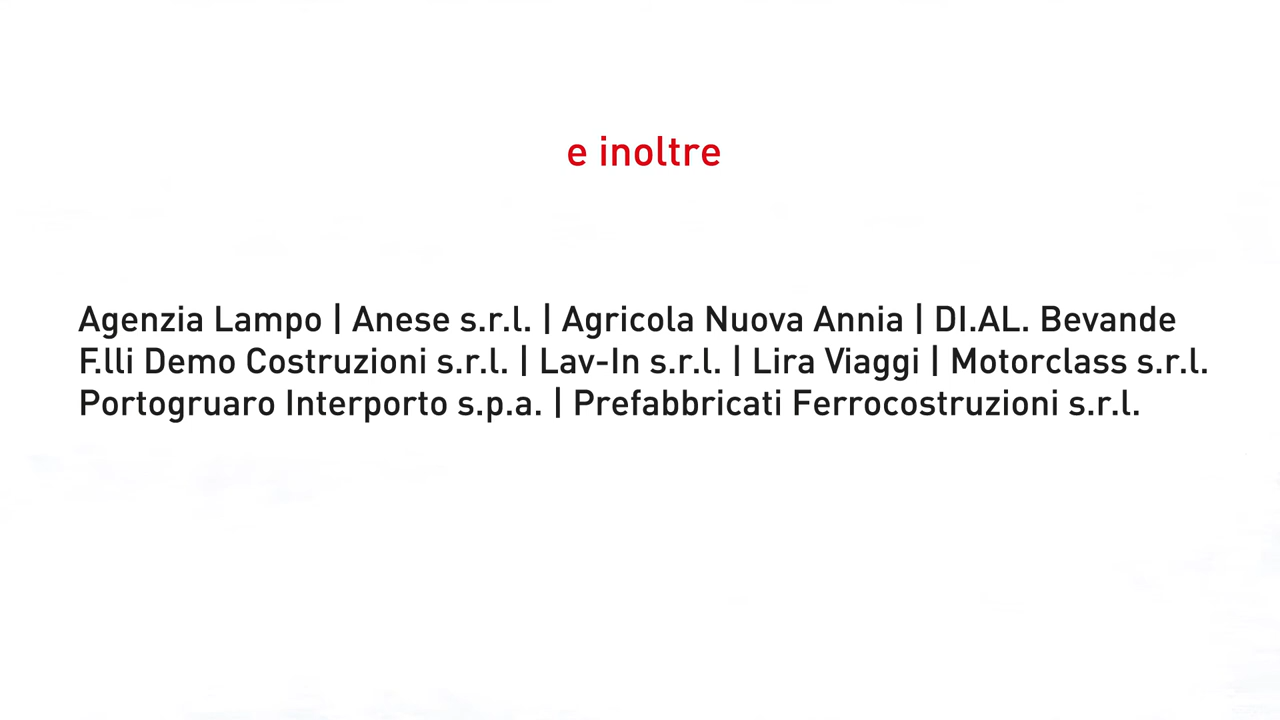 e inoltre
Agenzia Lampo | Anese s.r.l. | Agricola Nuova Annia | DI.AL. Bevande
F.lli Demo Costruzioni s.r.l. | Lav-In s.r.l. | Lira Viaggi | Motorclass s.r.l.
Portogruaro Interporto s.p.a. | Prefabbricati Ferrocostruzioni s.r.l.